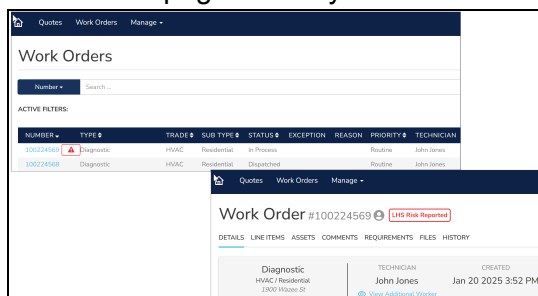 Quotes Work Orders Manage
Work Orders
Number Search ...
ACTIVE FILTERS:
NUMBER TYPE TRADE SUB TYPE STATUS EXCEPTION REASON PRIORITY TECHNICIAN
100224569 Diagnostic HVAC Residential In Process Routine John Jones
100224568 Diagnostic HVAC Residential Dispatched Routine John Jones
Quotes Work Orders Manage
Work Order #100224569 LHS Risk Reported
DETAILS LINE ITEMS ASSETS COMMENTS REQUIREMENTS FILES HISTORY
Diagnostic TECHNICIAN CREATED
HVAC / Residential John Jones Jan 20 2025 3:52 PM
1900 Wazee St View Additional Worker